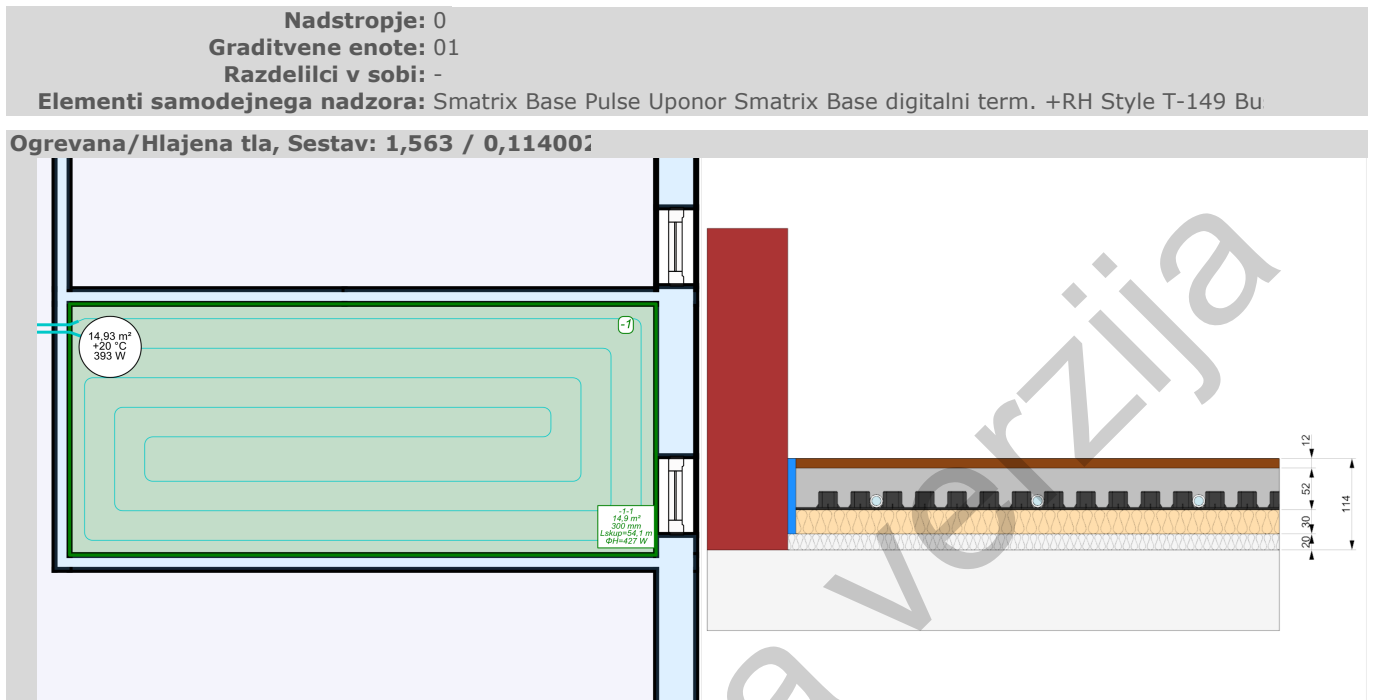 Nadstropje: 0
Graditvene enote: 01
Razdelilci v sobi: -
Elementi samodejnega nadzora: Smatrix Base Pulse Uponor Smatrix Base digitalni term. +RH Style T-149 Bu
Ogrevana/Hlajena tla, Sestav: 1,563 / 0,114002
14,93 m²
+20 °C
393 W
-1
-1-1
14,9 m²
300 mm
Lskup=54,1 m
ΦH=427 W
12
52
30
20
114
a verzija